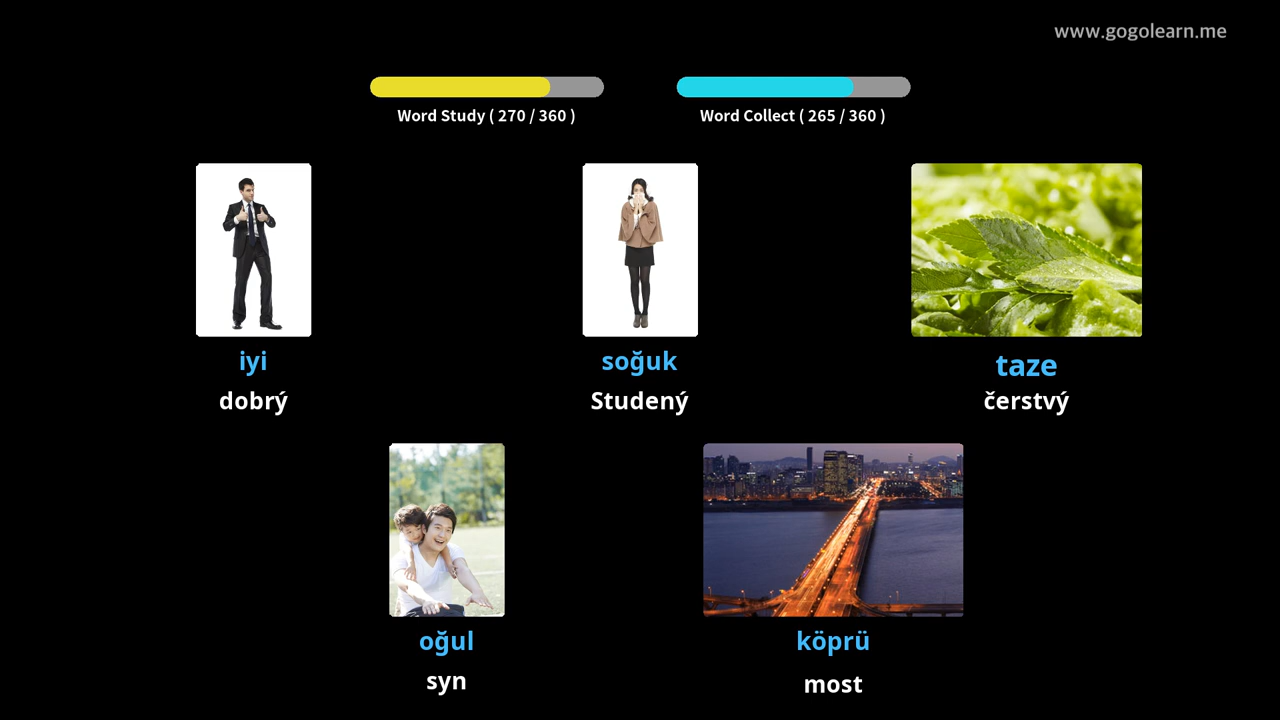 www.gogolearn.me
Word Study ( 270 / 360 )
Word Collect ( 265 / 360 )
iyi
dobrý
soğuk
Studený
taze
čerstvý
oğul
syn
köprü
most